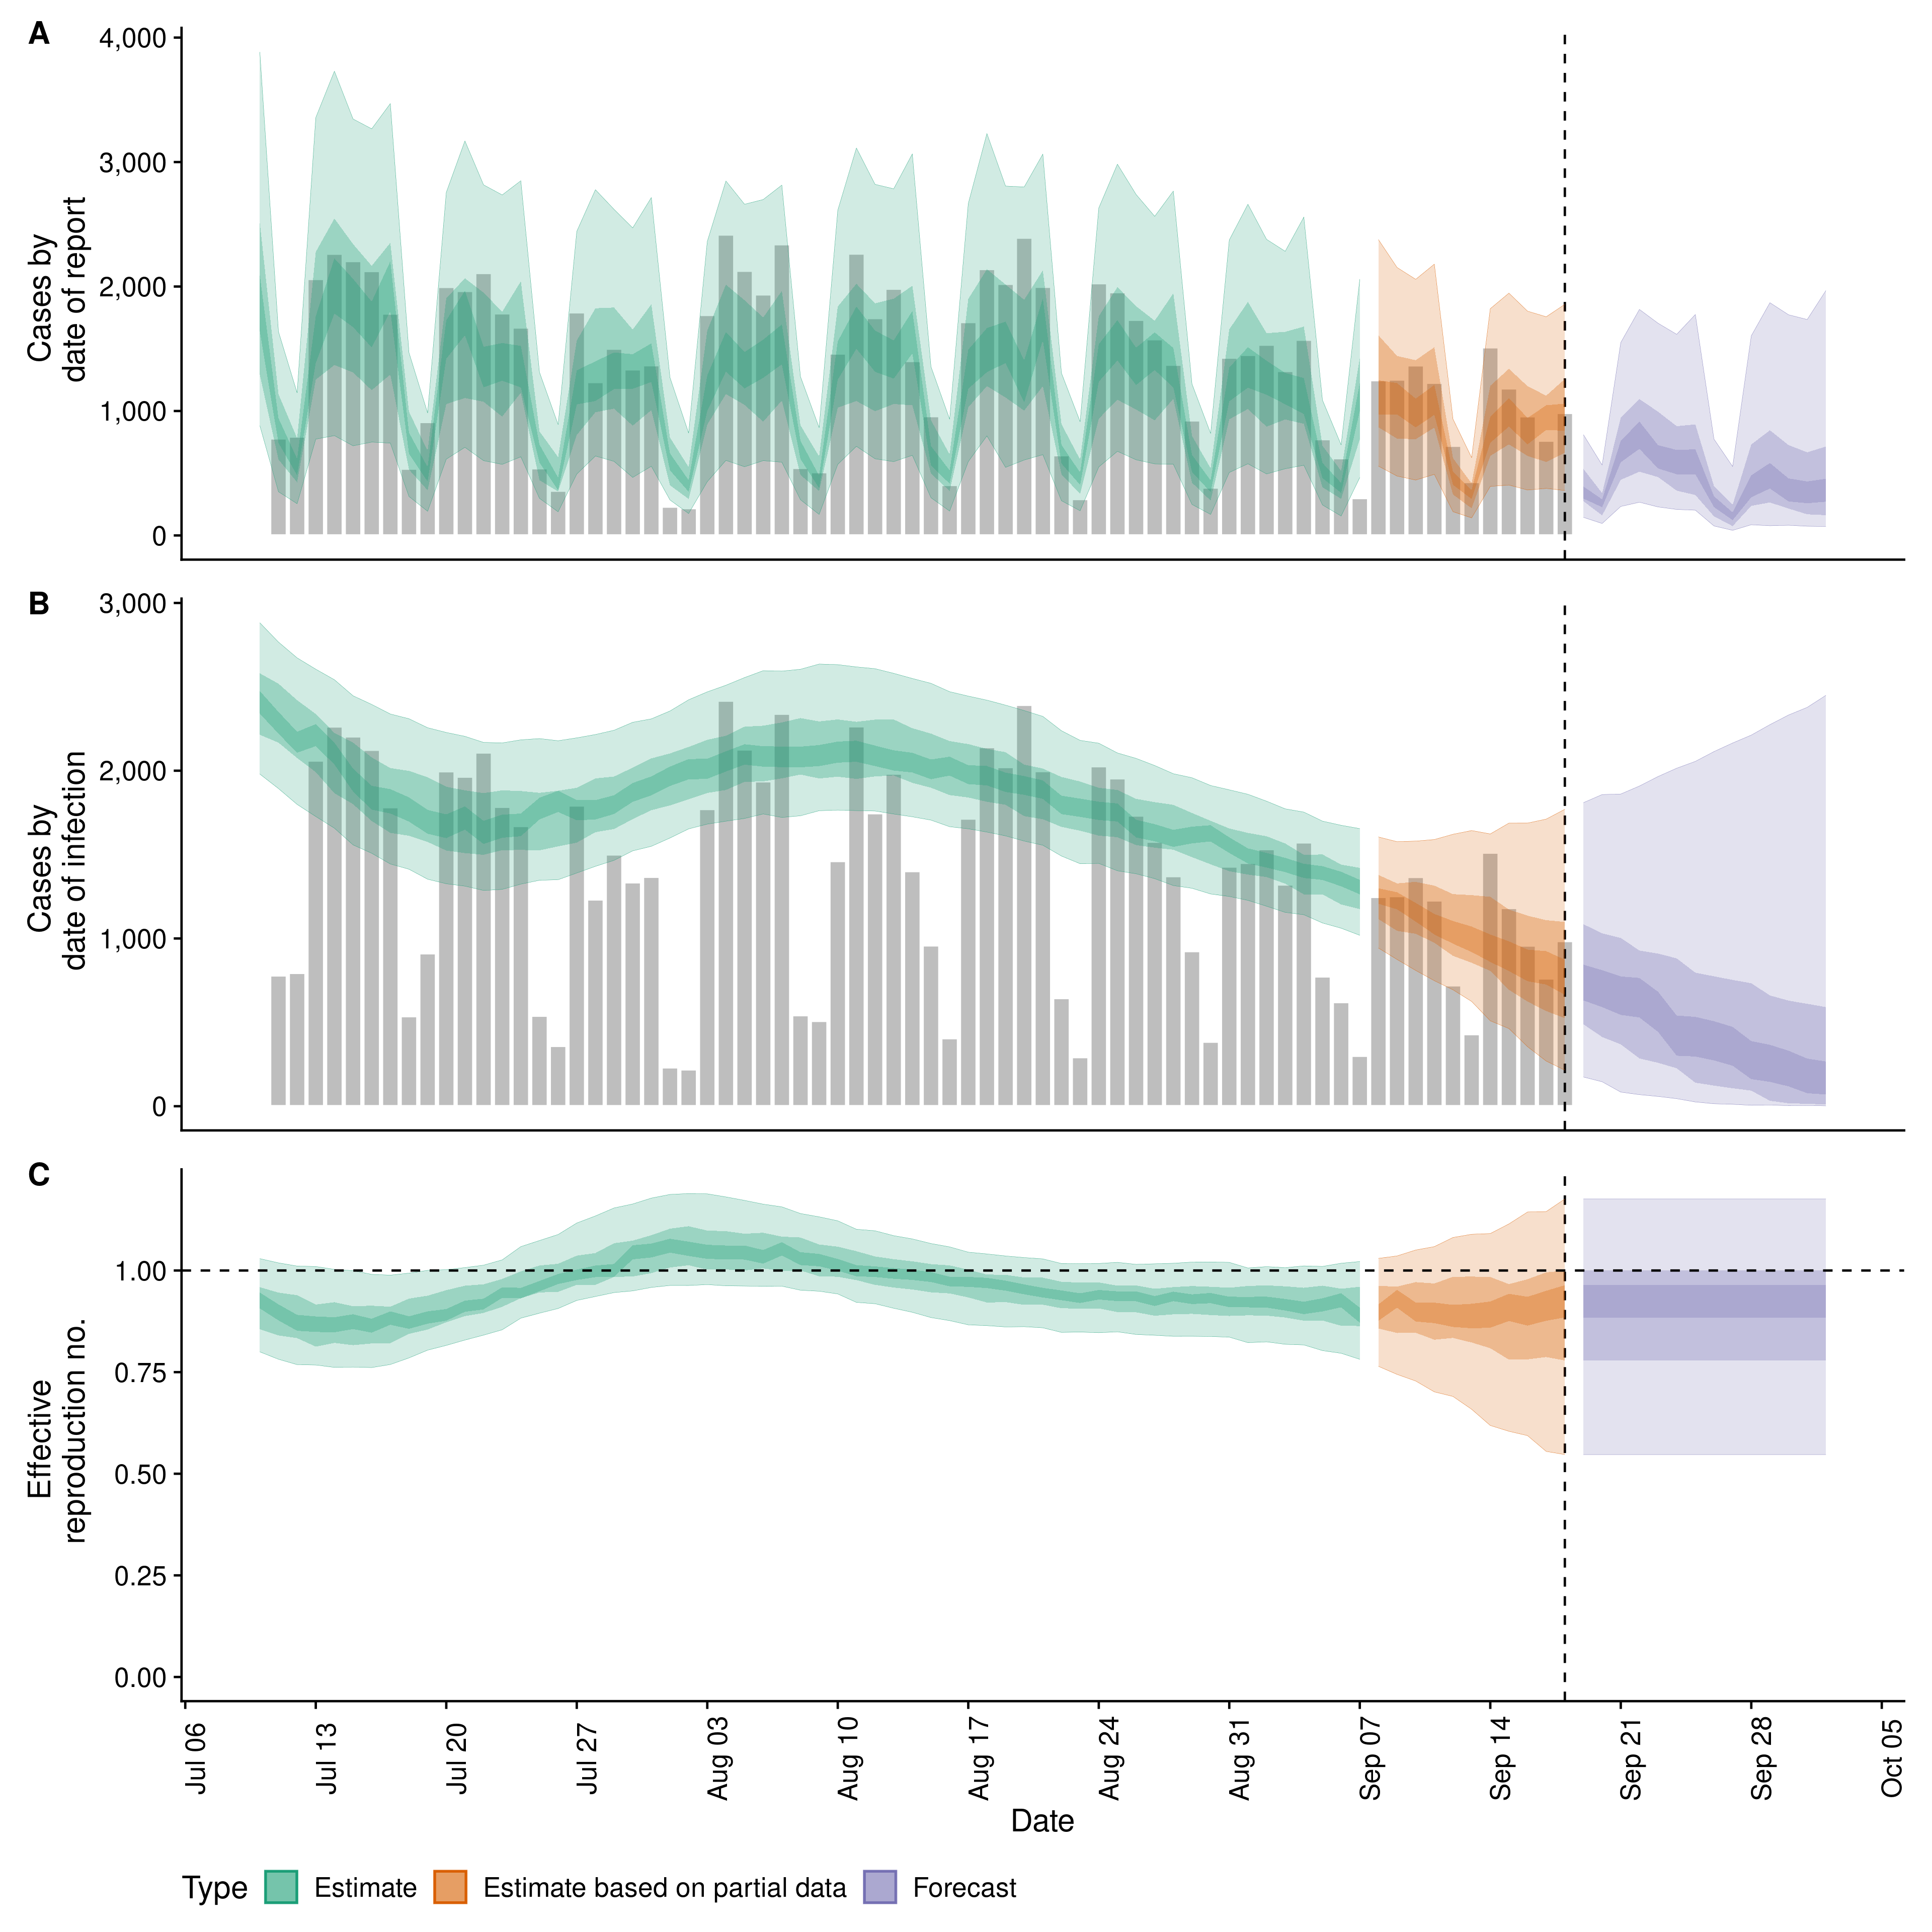 A
4,000
3,000
2,000
1,000
0
Cases by
date of report
B
3,000
2,000
1,000
0
Cases by
date of infection
C
1.00
0.75
0.50
0.25
0.00
Effective
reproduction no.
Jul 06
Jul 13
Jul 20
Jul 27
Aug 03
Aug 10
Aug 17
Aug 24
Aug 31
Sep 07
Sep 14
Sep 21
Sep 28
Oct 05
Date
Type Estimate Estimate based on partial data Forecast